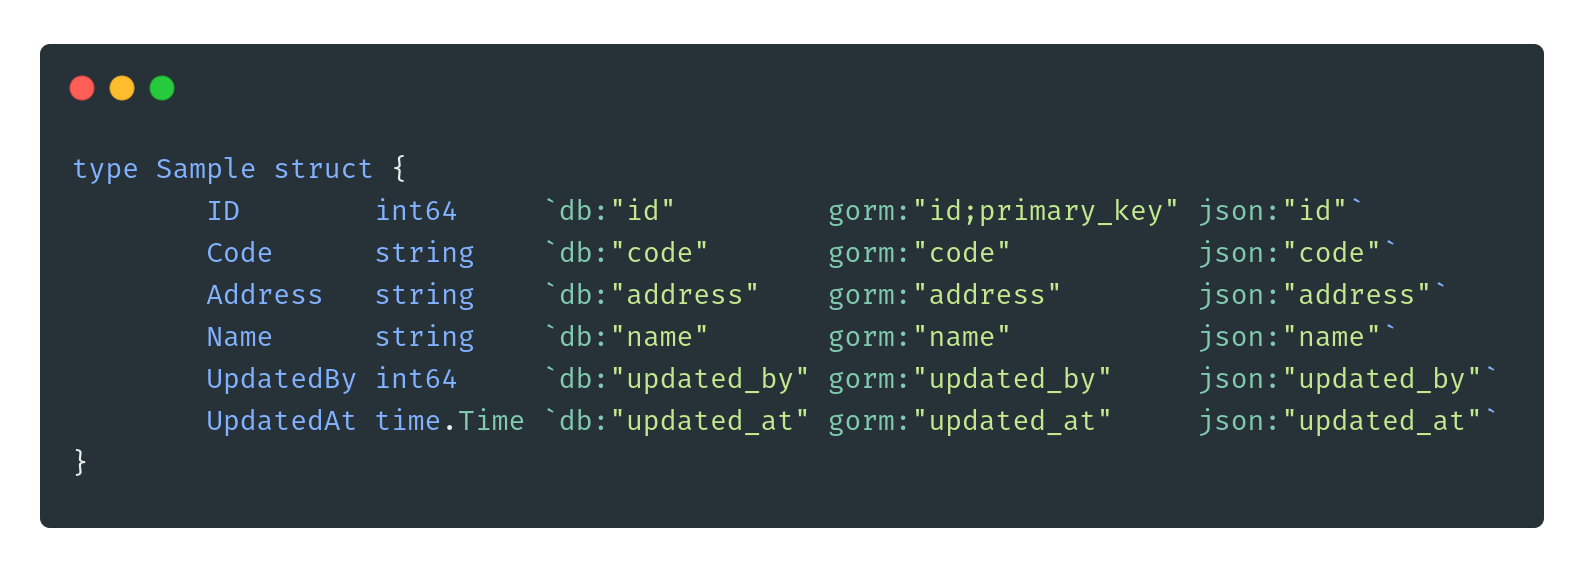 type Sample struct {
        ID        int64     `db:"id"         gorm:"id;primary_key" json:"id"`
        Code      string    `db:"code"       gorm:"code"           json:"code"`
        Address   string    `db:"address"    gorm:"address"        json:"address"`
        Name      string    `db:"name"       gorm:"name"           json:"name"`
        UpdatedBy int64     `db:"updated_by" gorm:"updated_by"     json:"updated_by"`
        UpdatedAt time.Time `db:"updated_at" gorm:"updated_at"     json:"updated_at"`
}